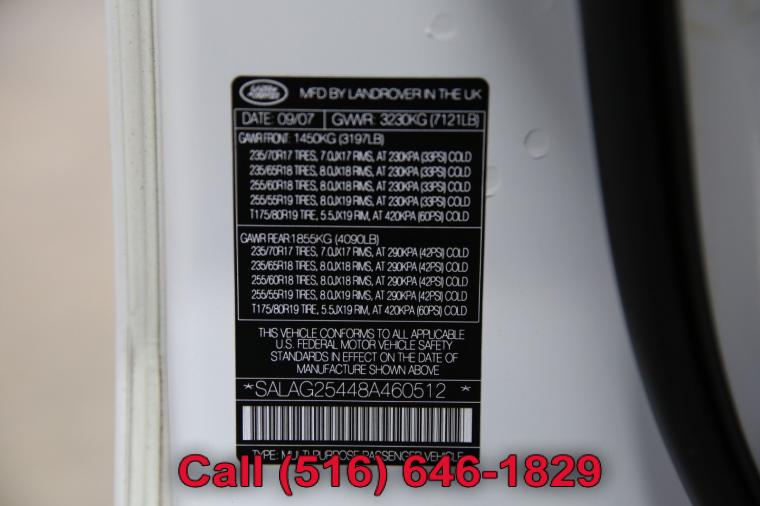 LAND ROVER
MFD BY LANDROVER IN THE UK
DATE: 09/07 GVWR: 3230KG (7121LB)
GAWR FRONT: 1450KG (3197LB)
235/70R17 TIRES, 7.0JX17 RIMS, AT 230KPA (33PSI) COLD
235/65R18 TIRES, 8.0JX18 RIMS, AT 230KPA (33PSI) COLD
255/60R18 TIRES, 8.0JX18 RIMS, AT 230KPA (33PSI) COLD
255/55R19 TIRES, 8.0JX19 RIMS, AT 230KPA (33PSI) COLD
T175/80R19 TIRE, 5.5JX19 RIM, AT 420KPA (60PSI) COLD
GAWR REAR: 1855KG (4090LB)
235/70R17 TIRES, 7.0JX17 RIMS, AT 290KPA (42PSI) COLD
235/65R18 TIRES, 8.0JX18 RIMS, AT 290KPA (42PSI) COLD
255/60R18 TIRES, 8.0JX18 RIMS, AT 290KPA (42PSI) COLD
255/55R19 TIRES, 8.0JX19 RIMS, AT 290KPA (42PSI) COLD
T175/80R19 TIRE, 5.5JX19 RIM, AT 420KPA (60PSI) COLD
THIS VEHICLE CONFORMS TO ALL APPLICABLE
U.S. FEDERAL MOTOR VEHICLE SAFETY
STANDARDS IN EFFECT ON THE DATE OF
MANUFACTURE SHOWN ABOVE
*SALAG25448A460512*
TYPE: MULTIPURPOSE PASSENGER VEHICLE
Call (516) 646-1829